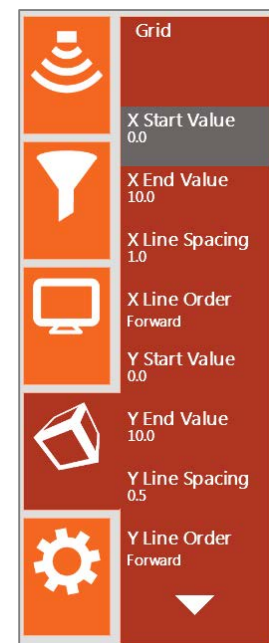 Grid
X Start Value
0.0
X End Value
10.0
X Line Spacing
1.0
X Line Order
Forward
Y Start Value
0.0
Y End Value
10.0
Y Line Spacing
0.5
Y Line Order
Forward